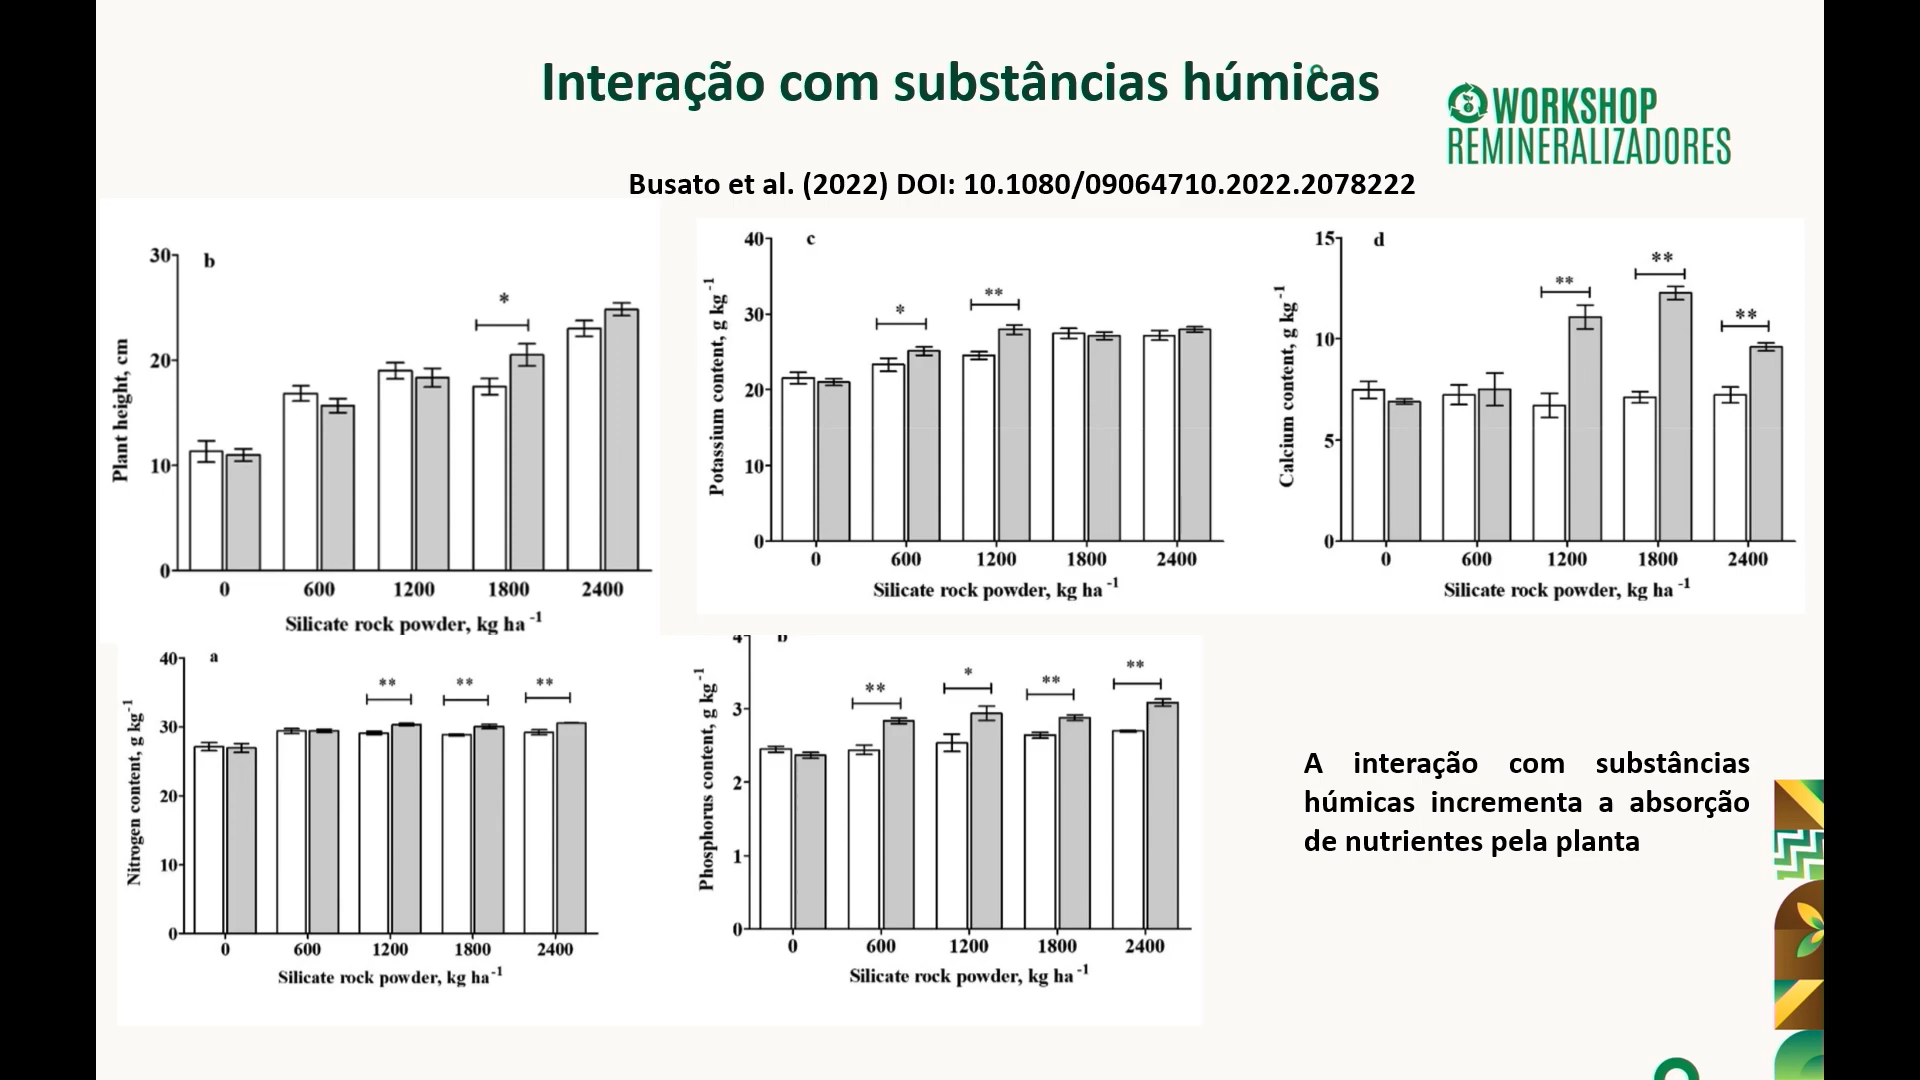 Interação com substâncias húmicas
WORKSHOP
REMINERALIZADORES
Busato et al. (2022) DOI: 10.1080/09064710.2022.2078222
b
30
20
10
0
Plant height, cm
*
0 600 1200 1800 2400
Silicate rock powder, kg ha⁻¹
c
40
30
20
10
0
Potassium content, g kg⁻¹
* **
0 600 1200 1800 2400
Silicate rock powder, kg ha⁻¹
d
15
10
5
0
Calcium content, g kg⁻¹
** ** **
0 600 1200 1800 2400
Silicate rock powder, kg ha⁻¹
a
40
30
20
10
0
Nitrogen content, g kg⁻¹
** ** **
0 600 1200 1800 2400
Silicate rock powder, kg ha⁻¹
b
4
3
2
1
0
Phosphorus content, g kg⁻¹
** * ** **
0 600 1200 1800 2400
Silicate rock powder, kg ha⁻¹
A interação com substâncias
húmicas incrementa a absorção
de nutrientes pela planta